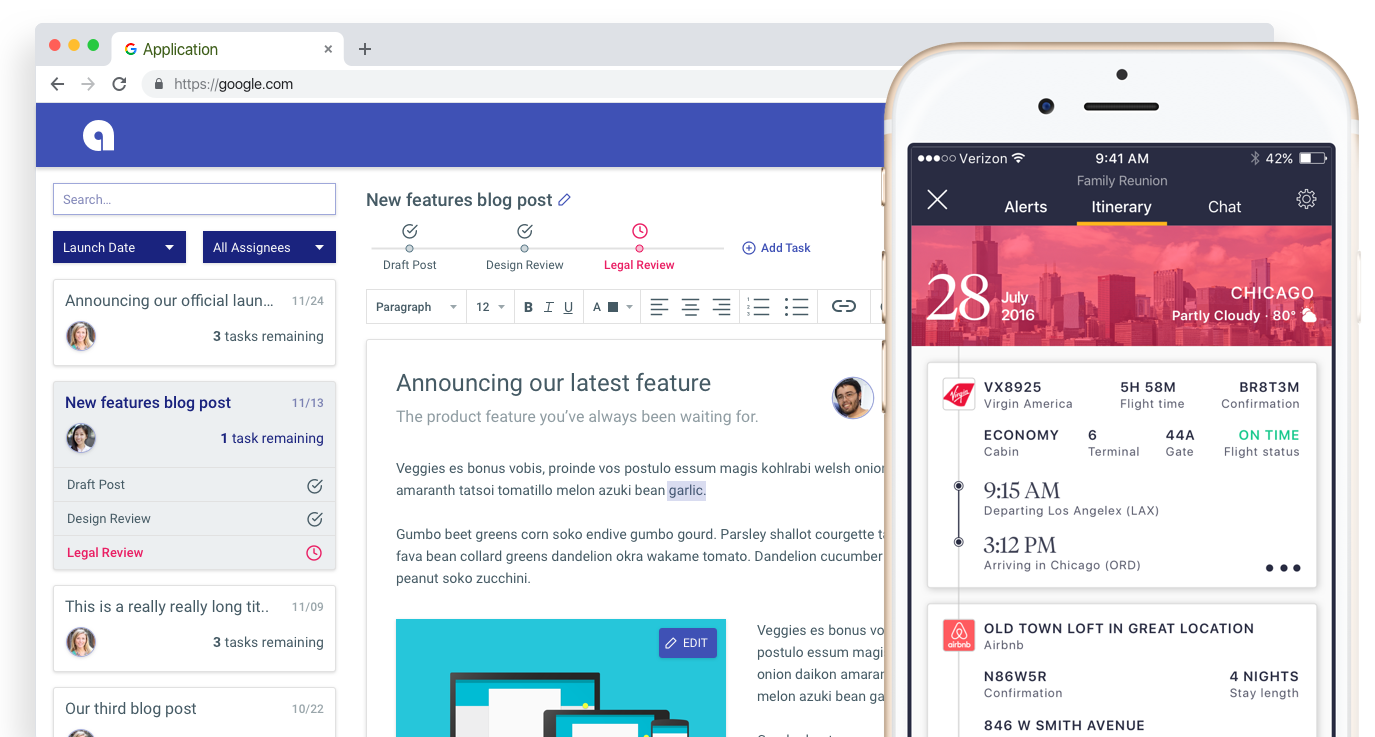 Application
https://google.com
Search...
Launch Date
All Assignees
Announcing our official laun... 11/24
3 tasks remaining
New features blog post 11/13
1 task remaining
Draft Post
Design Review
Legal Review
This is a really really long tit.. 11/09
3 tasks remaining
Our third blog post 10/22
New features blog post
Draft Post Design Review Legal Review
Add Task
Paragraph 12 B I U A
1
2
3
Announcing our latest feature
The product feature you've always been waiting for.
Veggies es bonus vobis, proinde vos postulo essum magis kohlrabi welsh onion
amaranth tatsoi tomatillo melon azuki bean garlic.
Gumbo beet greens corn soko endive gumbo gourd. Parsley shallot courgette ta
fava bean collard greens dandelion okra wakame tomato. Dandelion cucumber
peanut soko zucchini.
EDIT
Veggies es bonus vo
postulo essum magi
onion daikon amaran
melon azuki bean ga
Verizon 9:41 AM 42%
Family Reunion
Alerts Itinerary Chat
28 July
2016
CHICAGO
Partly Cloudy · 80°
Virgin
VX8925 5H 58M BR8T3M
Virgin America Flight time Confirmation
ECONOMY 6 44A ON TIME
Cabin Terminal Gate Flight status
9:15 AM
Departing Los Angelex (LAX)
3:12 PM
Arriving in Chicago (ORD)
airbnb
OLD TOWN LOFT IN GREAT LOCATION
Airbnb
N86W5R 4 NIGHTS
Confirmation Stay length
846 W SMITH AVENUE